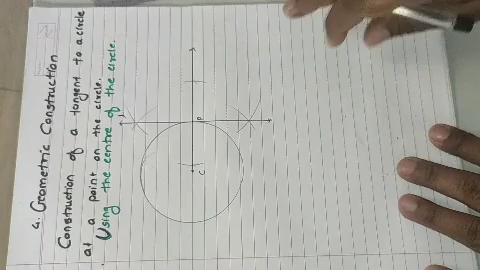 4. Geometric Construction
Construction of a tangent to a circle
at a point on the circle.
Using the centre of the circle.
l
P
C